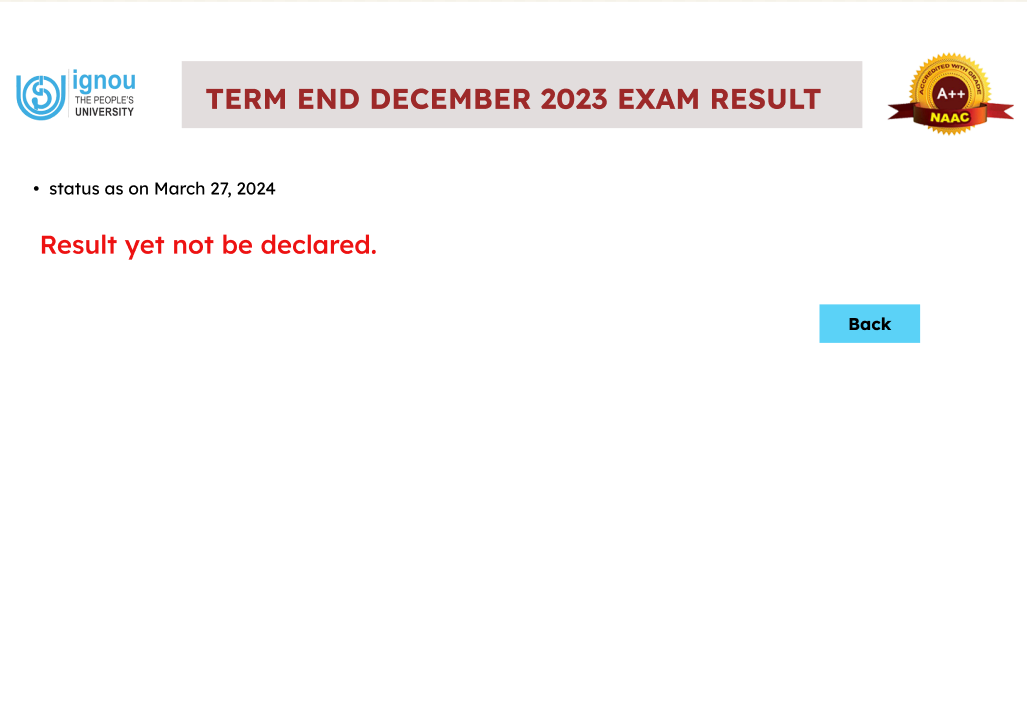 ignou
THE PEOPLE'S
UNIVERSITY
TERM END DECEMBER 2023 EXAM RESULT
ACCREDITED WITH GRADE
A++
NAAC
• status as on March 27, 2024
Result yet not be declared.
Back